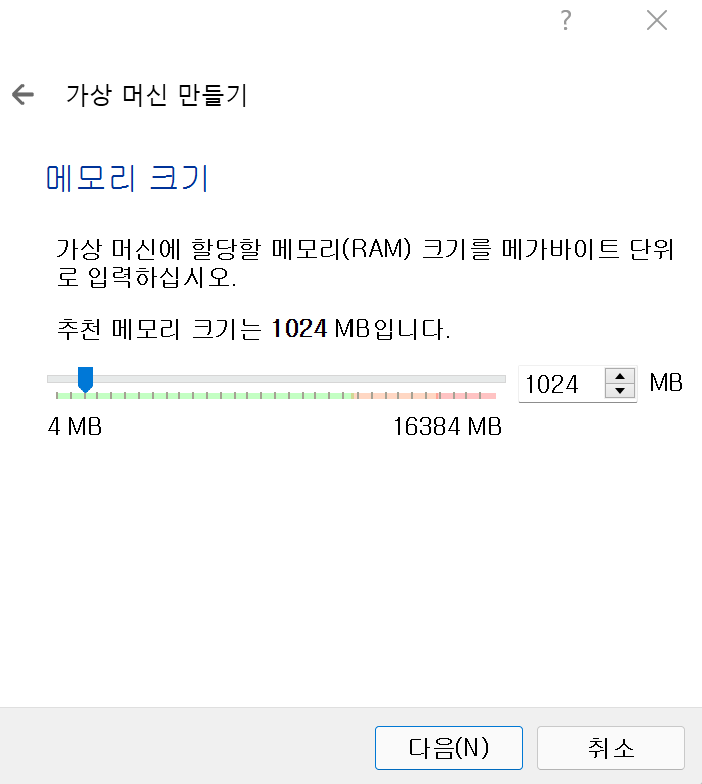 ?
가상 머신 만들기
메모리 크기
가상 머신에 할당할 메모리(RAM) 크기를 메가바이트 단위
로 입력하십시오.
추천 메모리 크기는 1024 MB입니다.
1024 MB
4 MB 16384 MB
다음(N) 취소